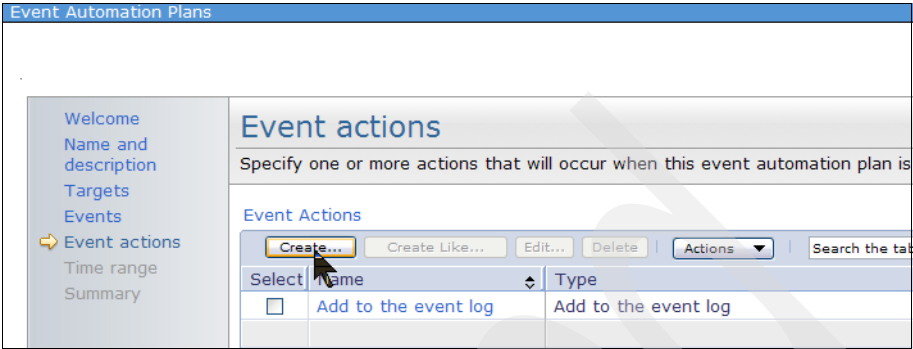 Event Automation Plans
Welcome
Name and
description
Targets
Events
Event actions
Time range
Summary
Event actions
Specify one or more actions that will occur when this event automation plan is
Event Actions
Create... Create Like... Edit... Delete Actions Search the tab
Select Name Type
Add to the event log Add to the event log